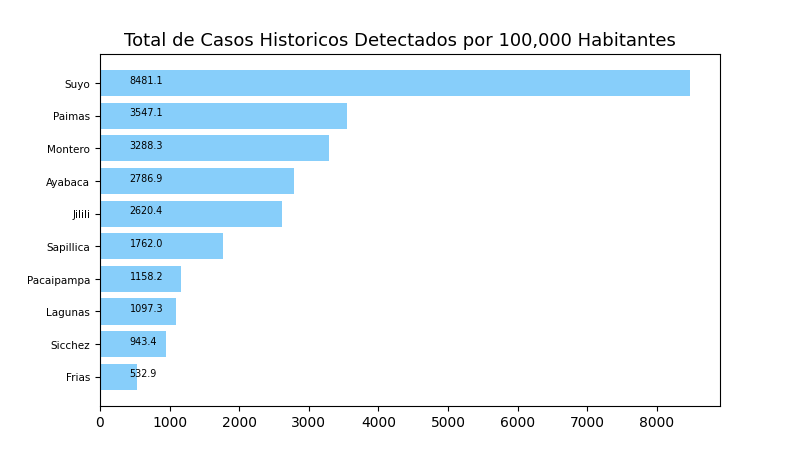 Total de Casos Historicos Detectados por 100,000 Habitantes
Suyo 8481.1
Paimas 3547.1
Montero 3288.3
Ayabaca 2786.9
Jilili 2620.4
Sapillica 1762.0
Pacaipampa 1158.2
Lagunas 1097.3
Sicchez 943.4
Frias 532.9
0 1000 2000 3000 4000 5000 6000 7000 8000